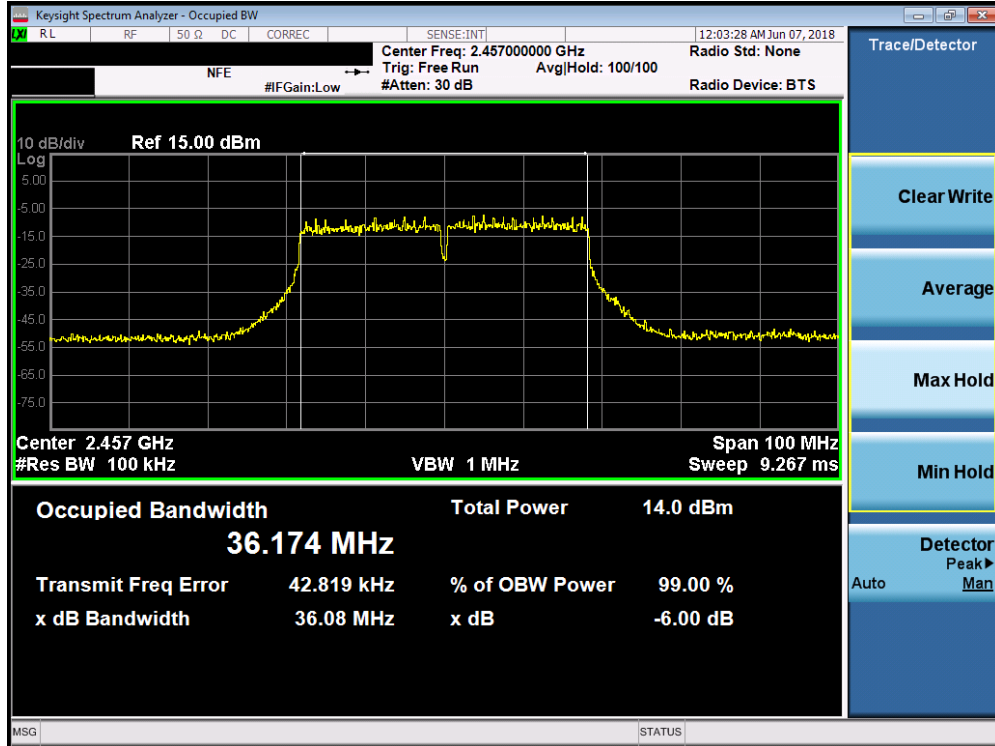 Keysight Spectrum Analyzer - Occupied BW
LXI RL RF 50 Ω DC CORREC SENSE:INT 12:03:28 AM Jun 07, 2018
Center Freq: 2.457000000 GHz Radio Std: None
NFE Trig: Free Run Avg|Hold: 100/100
#IFGain:Low #Atten: 30 dB Radio Device: BTS
Trace/Detector
10 dB/div Ref 15.00 dBm
Log
5.00
-5.00
-15.0
-25.0
-35.0
-45.0
-55.0
-65.0
-75.0
Center 2.457 GHz Span 100 MHz
#Res BW 100 kHz VBW 1 MHz Sweep 9.267 ms
Occupied Bandwidth Total Power 14.0 dBm
36.174 MHz
Transmit Freq Error 42.819 kHz % of OBW Power 99.00 %
x dB Bandwidth 36.08 MHz x dB -6.00 dB
Clear Write
Average
Max Hold
Min Hold
Detector
Peak▶
Auto Man
MSG STATUS